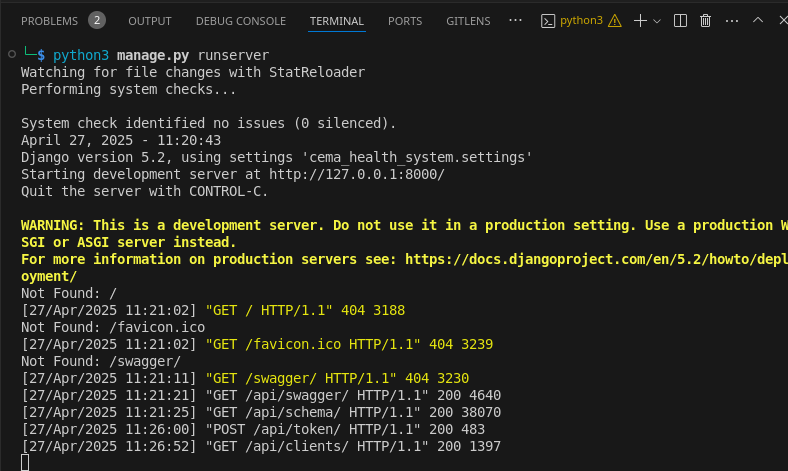 PROBLEMS 2 OUTPUT DEBUG CONSOLE TERMINAL PORTS GITLENS ··· python3
└─$ python3 manage.py runserver
Watching for file changes with StatReloader
Performing system checks...
System check identified no issues (0 silenced).
April 27, 2025 - 11:20:43
Django version 5.2, using settings 'cema_health_system.settings'
Starting development server at http://127.0.0.1:8000/
Quit the server with CONTROL-C.
WARNING: This is a development server. Do not use it in a production setting. Use a production W
SGI or ASGI server instead.
For more information on production servers see: https://docs.djangoproject.com/en/5.2/howto/depl
oyment/
Not Found: /
[27/Apr/2025 11:21:02] "GET / HTTP/1.1" 404 3188
Not Found: /favicon.ico
[27/Apr/2025 11:21:02] "GET /favicon.ico HTTP/1.1" 404 3239
Not Found: /swagger/
[27/Apr/2025 11:21:11] "GET /swagger/ HTTP/1.1" 404 3230
[27/Apr/2025 11:21:21] "GET /api/swagger/ HTTP/1.1" 200 4640
[27/Apr/2025 11:21:25] "GET /api/schema/ HTTP/1.1" 200 38070
[27/Apr/2025 11:26:00] "POST /api/token/ HTTP/1.1" 200 483
[27/Apr/2025 11:26:52] "GET /api/clients/ HTTP/1.1" 200 1397